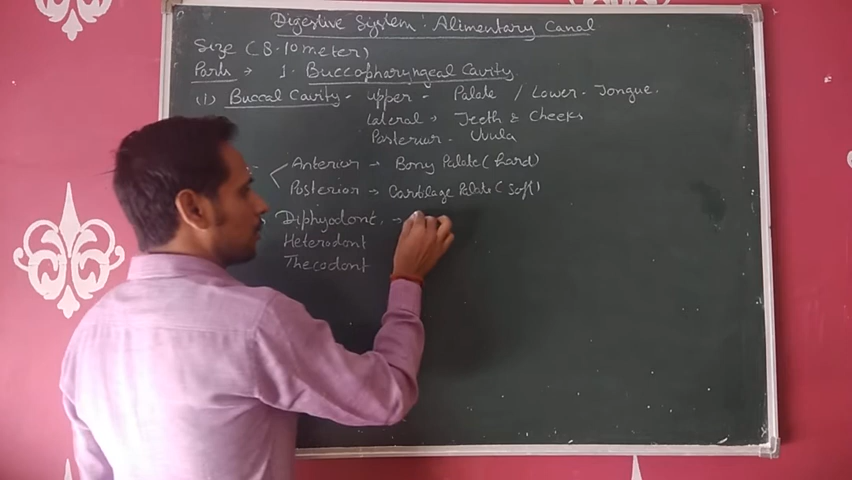 Digestive System: Alimentary Canal
Size (8-10 meter)
Parts → 1. Buccopharyngeal Cavity
(i) Buccal Cavity - upper - Palate / Lower - Tongue.
Lateral → Teeth & Cheeks
Posterior - Uvula
Anterior → Bony Palate (hard)
Posterior → Cartilage Palate (soft)
Diphyodont, →
Heterodont
Thecodont